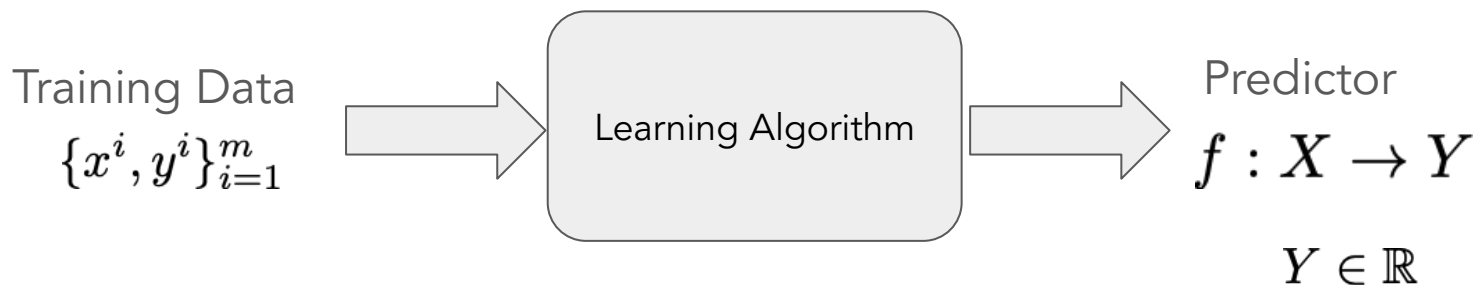 Training Data
{x^i, y^i}_{i=1}^m
Learning Algorithm
Predictor
f : X → Y
Y ∈ ℝ